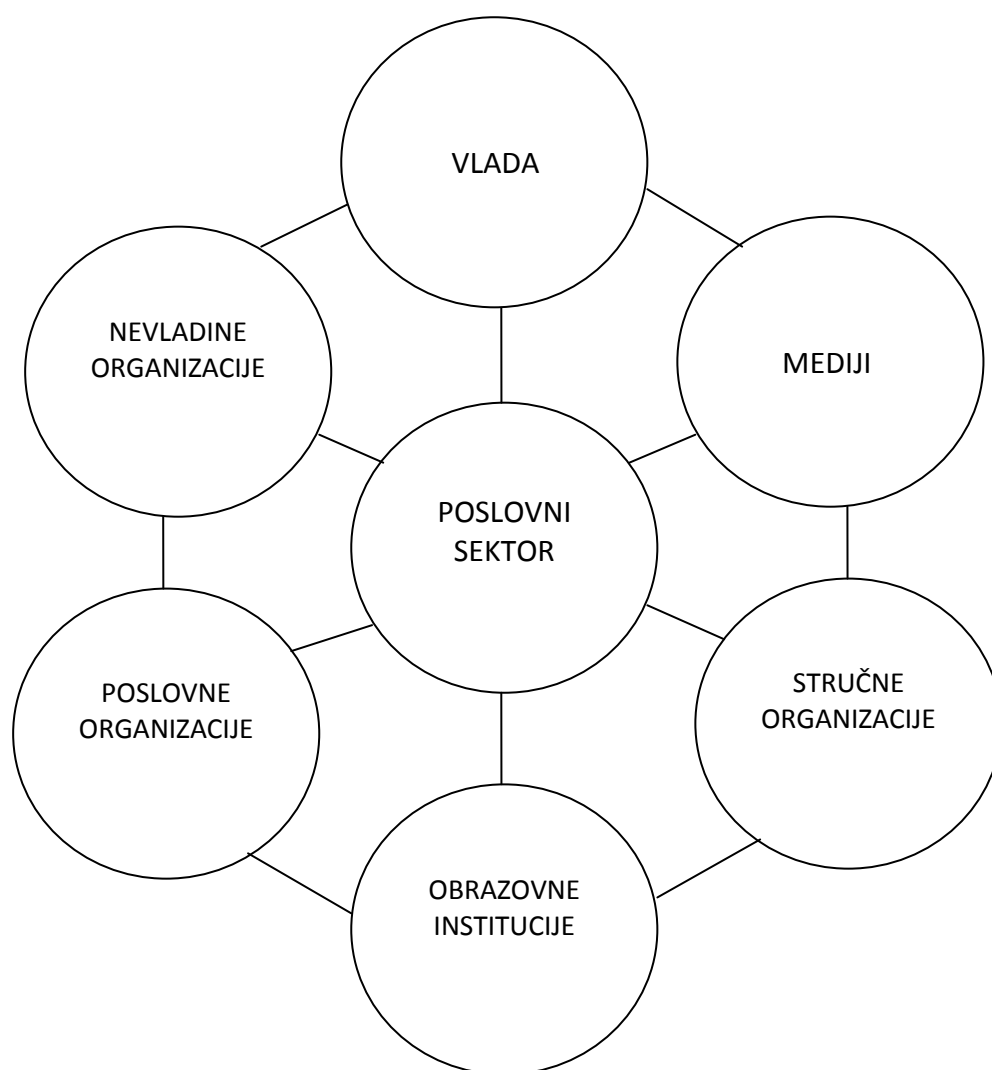 VLADA
NEVLADINE
ORGANIZACIJE
MEDIJI
POSLOVNI
SEKTOR
POSLOVNE
ORGANIZACIJE
STRUČNE
ORGANIZACIJE
OBRAZOVNE
INSTITUCIJE